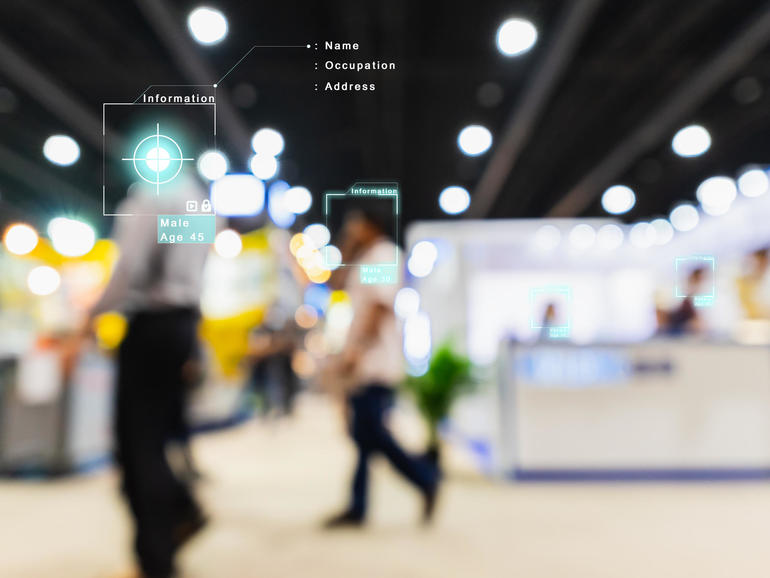 : Name
: Occupation
: Address
Information
Male
Age 45
Information
Male
Age 30